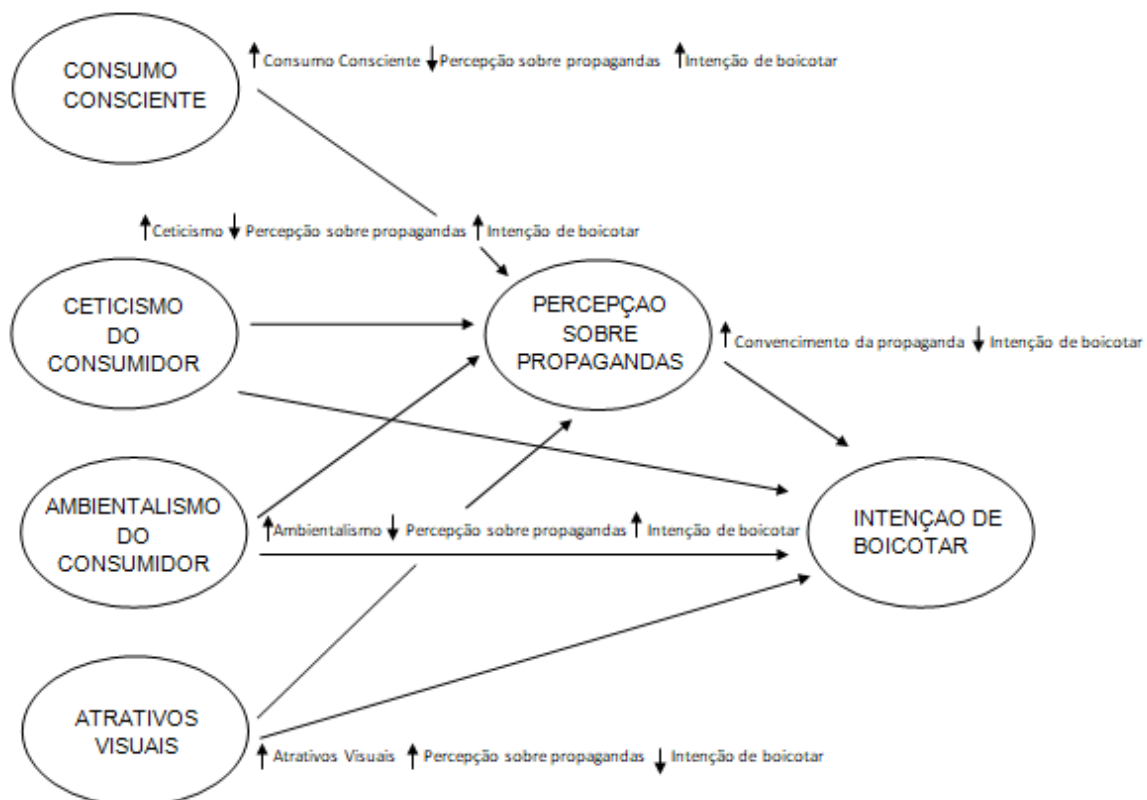 CONSUMO
CONSCIENTE
↑Consumo Consciente ↓Percepção sobre propagandas ↑Intenção de boicotar
↑Ceticismo ↓Percepção sobre propagandas ↑Intenção de boicotar
CETICISMO
DO
CONSUMIDOR
PERCEPÇAO
SOBRE
PROPAGANDAS
↑Convencimento da propaganda ↓Intenção de boicotar
AMBIENTALISMO
DO
CONSUMIDOR
↑Ambientalismo ↓Percepção sobre propagandas ↑Intenção de boicotar
INTENÇAO DE
BOICOTAR
ATRATIVOS
VISUAIS
↑Atrativos Visuais ↑Percepção sobre propagandas ↓Intenção de boicotar